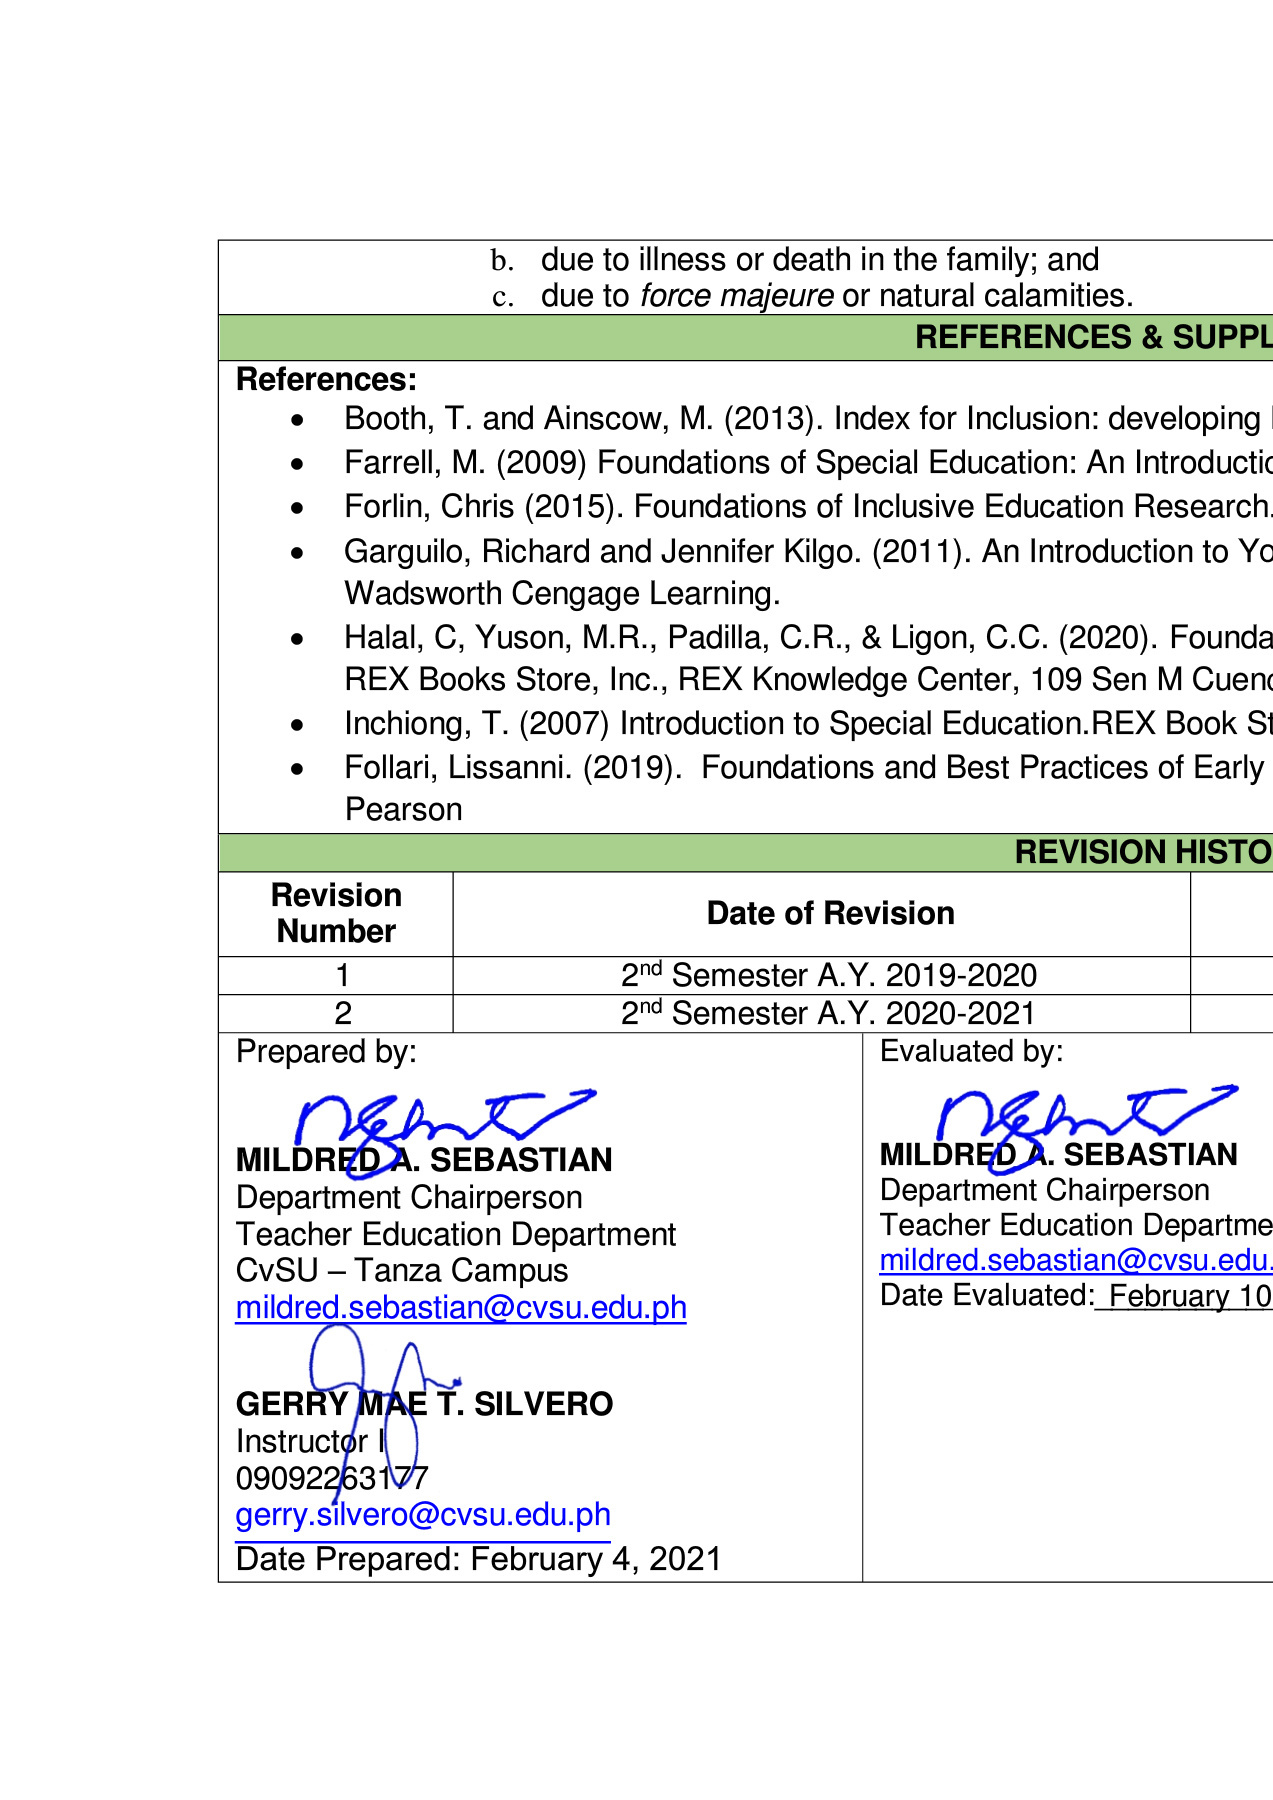 b. due to illness or death in the family; and
c. due to force majeure or natural calamities.
REFERENCES & SUPPL
References:
• Booth, T. and Ainscow, M. (2013). Index for Inclusion: developing
• Farrell, M. (2009) Foundations of Special Education: An Introductio
• Forlin, Chris (2015). Foundations of Inclusive Education Research.
• Garguilo, Richard and Jennifer Kilgo. (2011). An Introduction to Yo
Wadsworth Cengage Learning.
• Halal, C, Yuson, M.R., Padilla, C.R., & Ligon, C.C. (2020). Founda
REX Books Store, Inc., REX Knowledge Center, 109 Sen M Cuenc
• Inchiong, T. (2007) Introduction to Special Education.REX Book St
• Follari, Lissanni. (2019). Foundations and Best Practices of Early
Pearson
REVISION HISTO
Revision
Number
Date of Revision
1 2nd Semester A.Y. 2019-2020
2 2nd Semester A.Y. 2020-2021
Prepared by:
MILDRED A. SEBASTIAN
Department Chairperson
Teacher Education Department
CvSU – Tanza Campus
mildred.sebastian@cvsu.edu.ph
GERRY MAE T. SILVERO
Instructor I
09092263177
gerry.silvero@cvsu.edu.ph
Date Prepared: February 4, 2021
Evaluated by:
MILDRED A. SEBASTIAN
Department Chairperson
Teacher Education Departme
mildred.sebastian@cvsu.edu.
Date Evaluated: February 10